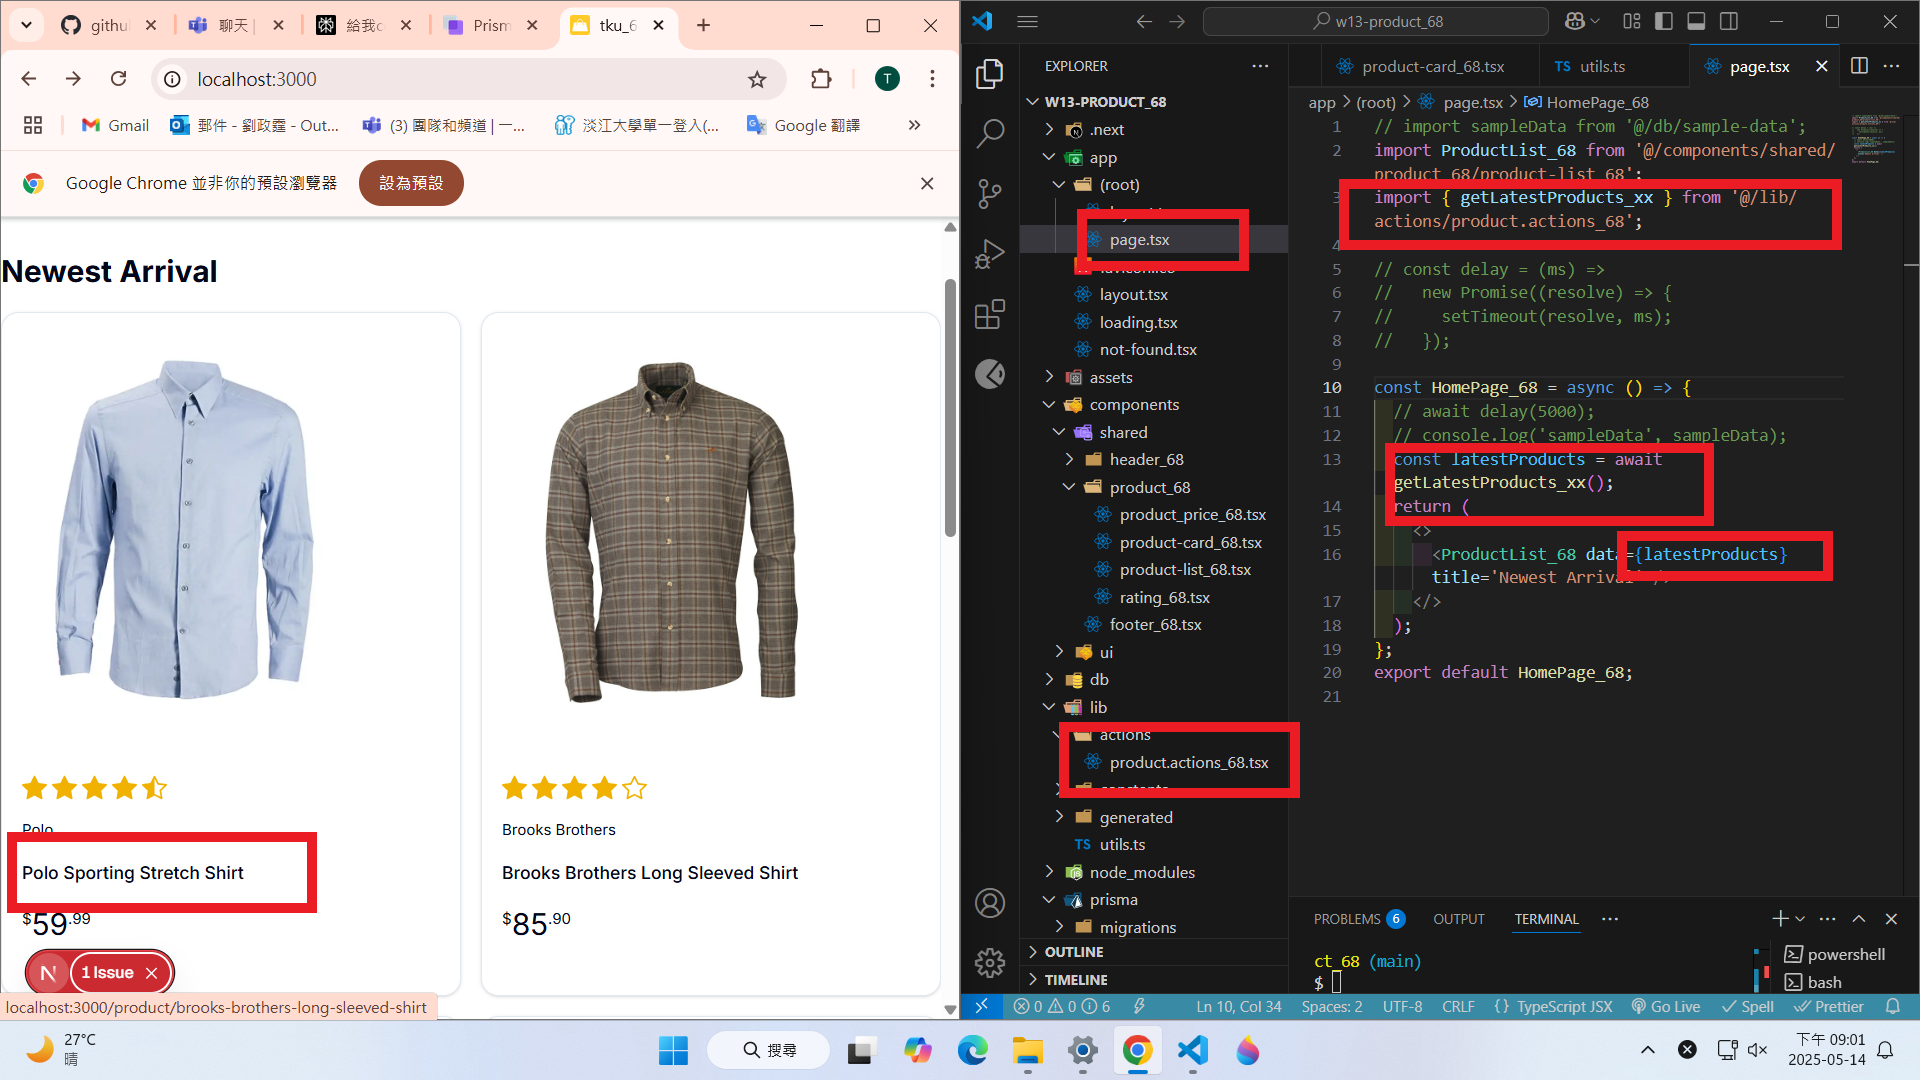 githu
聊天 |
給我c
Prism
tku_6
localhost:3000
T
Gmail
郵件 - 劉政霆 - Out...
(3) 團隊和頻道 | 一...
淡江大學單一登入(...
Google 翻譯
Google Chrome 並非你的預設瀏覽器
設為預設
Newest Arrival
Polo
Polo Sporting Stretch Shirt
$59.99
Brooks Brothers
Brooks Brothers Long Sleeved Shirt
$85.90
N
1 Issue
localhost:3000/product/brooks-brothers-long-sleeved-shirt
w13-product_68
EXPLORER
W13-PRODUCT_68
.next
app
(root)
page.tsx
layout.tsx
loading.tsx
not-found.tsx
assets
components
shared
header_68
product_68
product_price_68.tsx
product-card_68.tsx
product-list_68.tsx
rating_68.tsx
footer_68.tsx
ui
db
lib
actions
product.actions_68.tsx
constants
generated
TS utils.ts
node_modules
prisma
migrations
OUTLINE
TIMELINE
product-card_68.tsx
TS utils.ts
page.tsx
app > (root) > page.tsx > HomePage_68
1 // import sampleData from '@/db/sample-data';
2 import ProductList_68 from '@/components/shared/
product_68/product-list_68';
3 import { getLatestProducts_xx } from '@/lib/
actions/product.actions_68';
4
5 // const delay = (ms) =>
6 //   new Promise((resolve) => {
7 //     setTimeout(resolve, ms);
8 //   });
9
10 const HomePage_68 = async () => {
11 // await delay(5000);
12 // console.log('sampleData', sampleData);
13 const latestProducts = await
getLatestProducts_xx();
14 return (
15 <>
16 <ProductList_68 data={latestProducts}
title='Newest Arrival' />
17 </>
18 );
19 };
20 export default HomePage_68;
21
PROBLEMS 6
OUTPUT
TERMINAL
ct_68 (main)
$
powershell
bash
0
0
6
Ln 10, Col 34
Spaces: 2
UTF-8
CRLF
{} TypeScript JSX
Go Live
Spell
Prettier
27°C
晴
搜尋
下午 09:01
2025-05-14